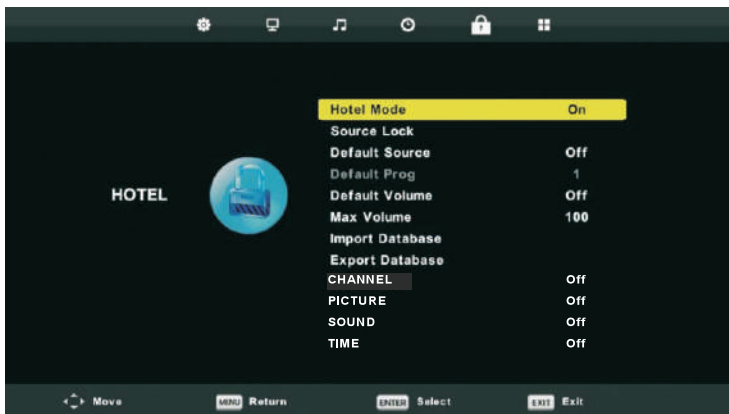 Hotel Mode On
Source Lock
Default Source Off
Default Prog 1
HOTEL
Default Volume Off
Max Volume 100
Import Database
Export Database
CHANNEL Off
PICTURE Off
SOUND Off
TIME Off
Move MENU Return ENTER Select EXIT Exit